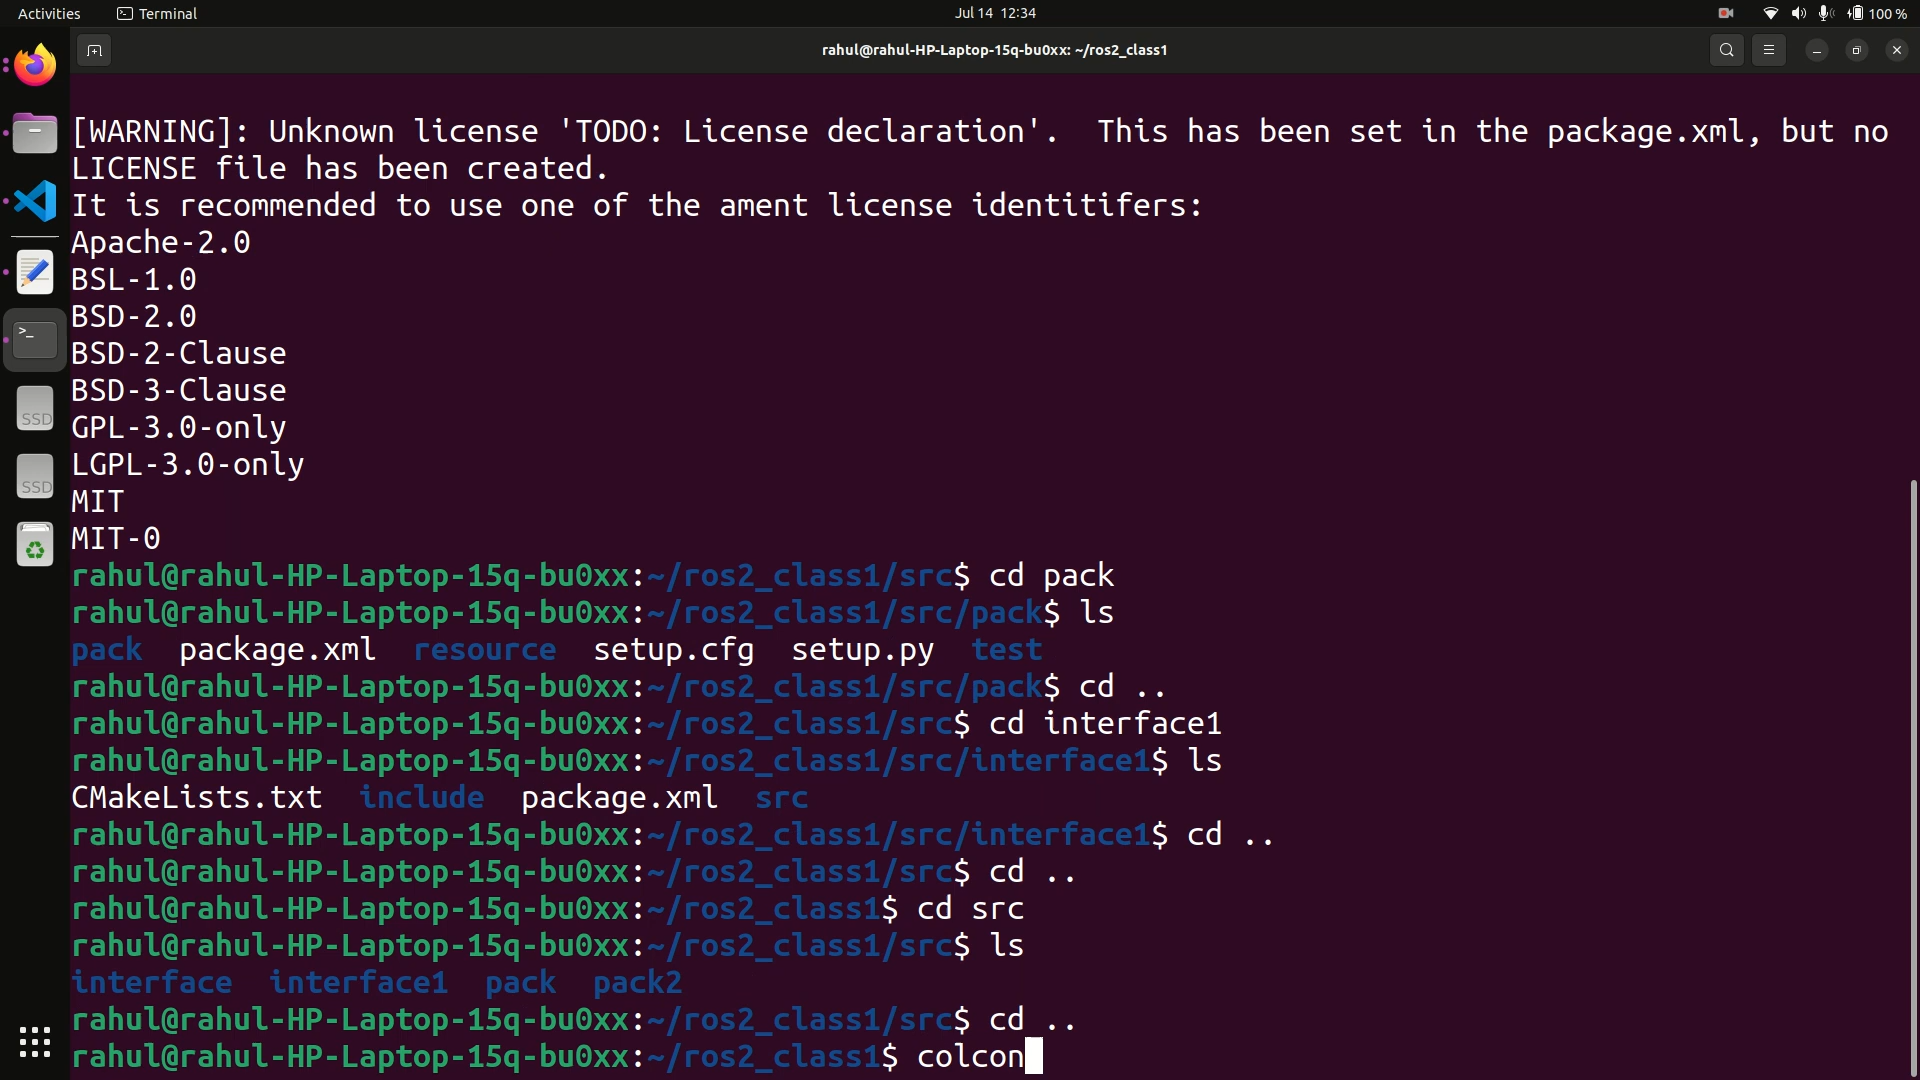 Activities Terminal Jul 14 12:34 100 %
rahul@rahul-HP-Laptop-15q-bu0xx: ~/ros2_class1
[WARNING]: Unknown license 'TODO: License declaration'.  This has been set in the package.xml, but no
LICENSE file has been created.
It is recommended to use one of the ament license identitifers:
Apache-2.0
BSL-1.0
BSD-2.0
BSD-2-Clause
BSD-3-Clause
GPL-3.0-only
LGPL-3.0-only
MIT
MIT-0
rahul@rahul-HP-Laptop-15q-bu0xx:~/ros2_class1/src$ cd pack
rahul@rahul-HP-Laptop-15q-bu0xx:~/ros2_class1/src/pack$ ls
pack  package.xml  resource  setup.cfg  setup.py  test
rahul@rahul-HP-Laptop-15q-bu0xx:~/ros2_class1/src/pack$ cd ..
rahul@rahul-HP-Laptop-15q-bu0xx:~/ros2_class1/src$ cd interface1
rahul@rahul-HP-Laptop-15q-bu0xx:~/ros2_class1/src/interface1$ ls
CMakeLists.txt  include  package.xml  src
rahul@rahul-HP-Laptop-15q-bu0xx:~/ros2_class1/src/interface1$ cd ..
rahul@rahul-HP-Laptop-15q-bu0xx:~/ros2_class1/src$ cd ..
rahul@rahul-HP-Laptop-15q-bu0xx:~/ros2_class1$ cd src
rahul@rahul-HP-Laptop-15q-bu0xx:~/ros2_class1/src$ ls
interface  interface1  pack  pack2
rahul@rahul-HP-Laptop-15q-bu0xx:~/ros2_class1/src$ cd ..
rahul@rahul-HP-Laptop-15q-bu0xx:~/ros2_class1$ colcon
SSD
SSD